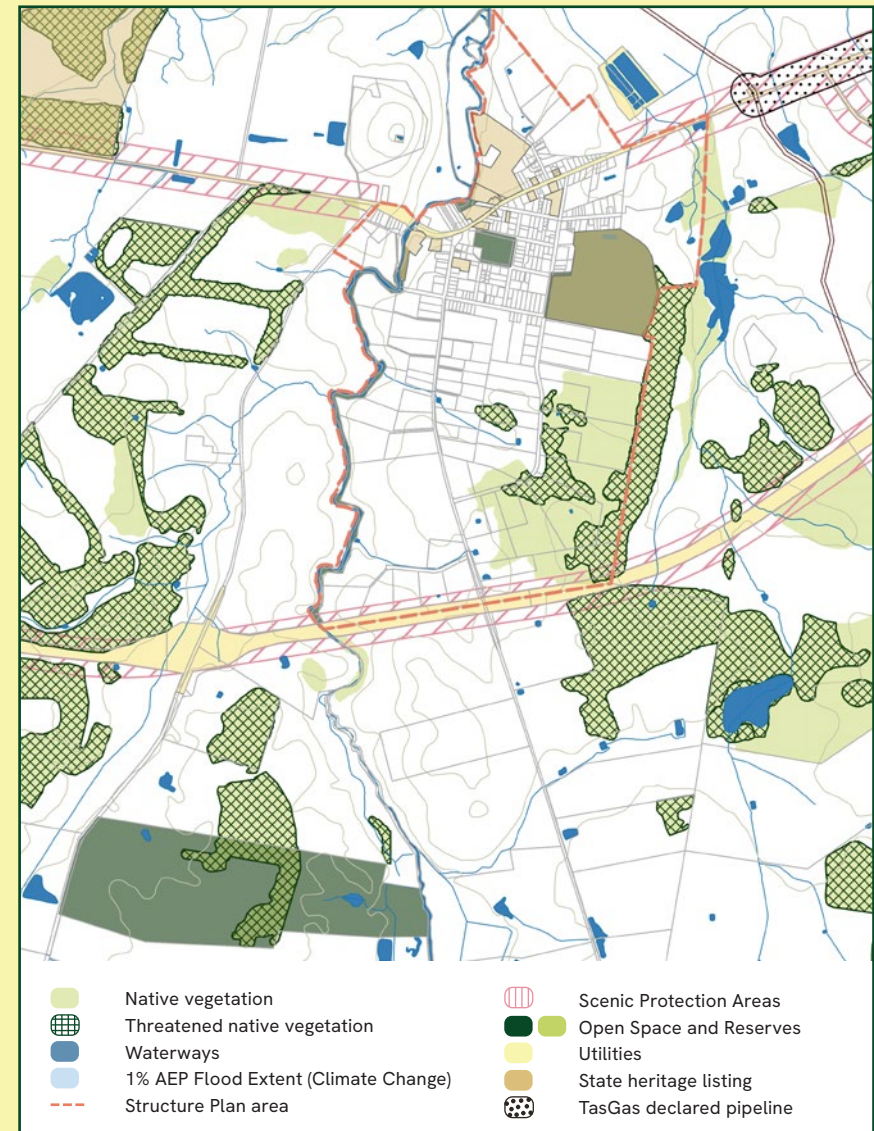 Native vegetation
Threatened native vegetation
Waterways
1% AEP Flood Extent (Climate Change)
Structure Plan area
Scenic Protection Areas
Open Space and Reserves
Utilities
State heritage listing
TasGas declared pipeline